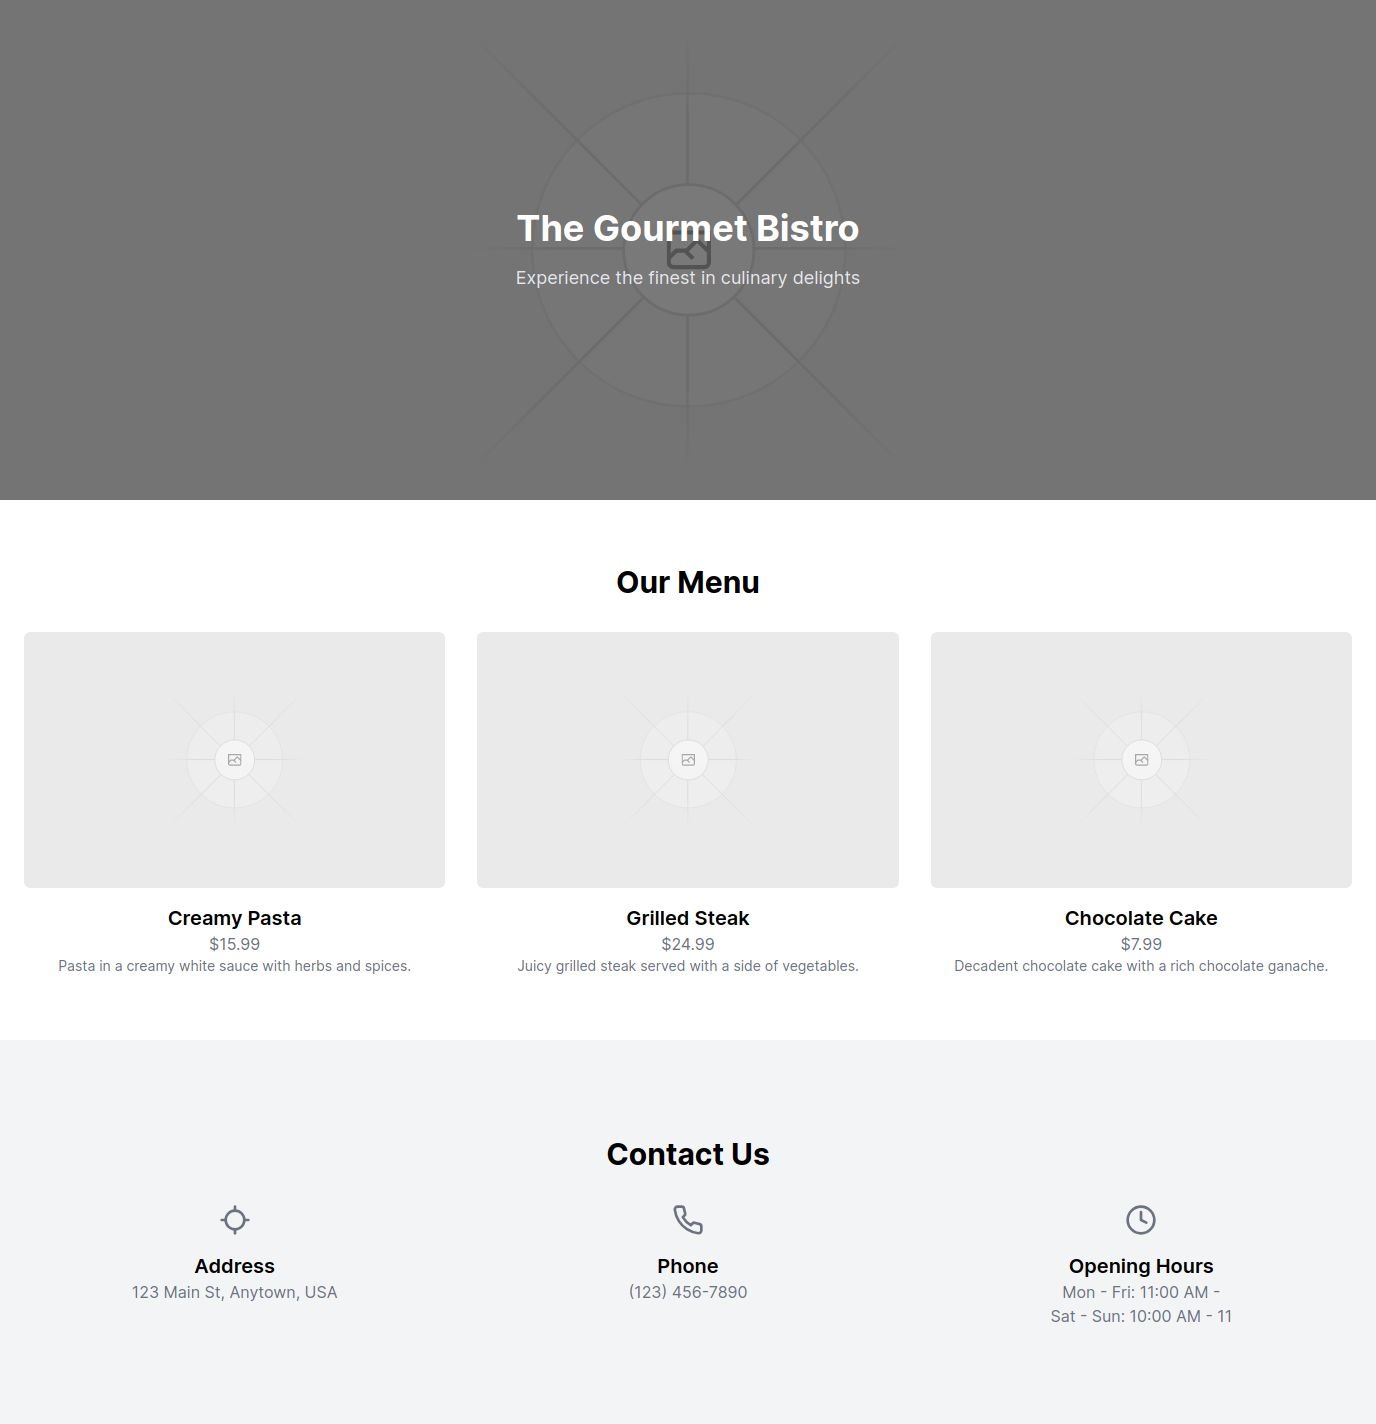 The Gourmet Bistro
Experience the finest in culinary delights
Our Menu
Creamy Pasta
$15.99
Pasta in a creamy white sauce with herbs and spices.
Grilled Steak
$24.99
Juicy grilled steak served with a side of vegetables.
Chocolate Cake
$7.99
Decadent chocolate cake with a rich chocolate ganache.
Contact Us
Address
123 Main St, Anytown, USA
Phone
(123) 456-7890
Opening Hours
Mon - Fri: 11:00 AM -
Sat - Sun: 10:00 AM - 11